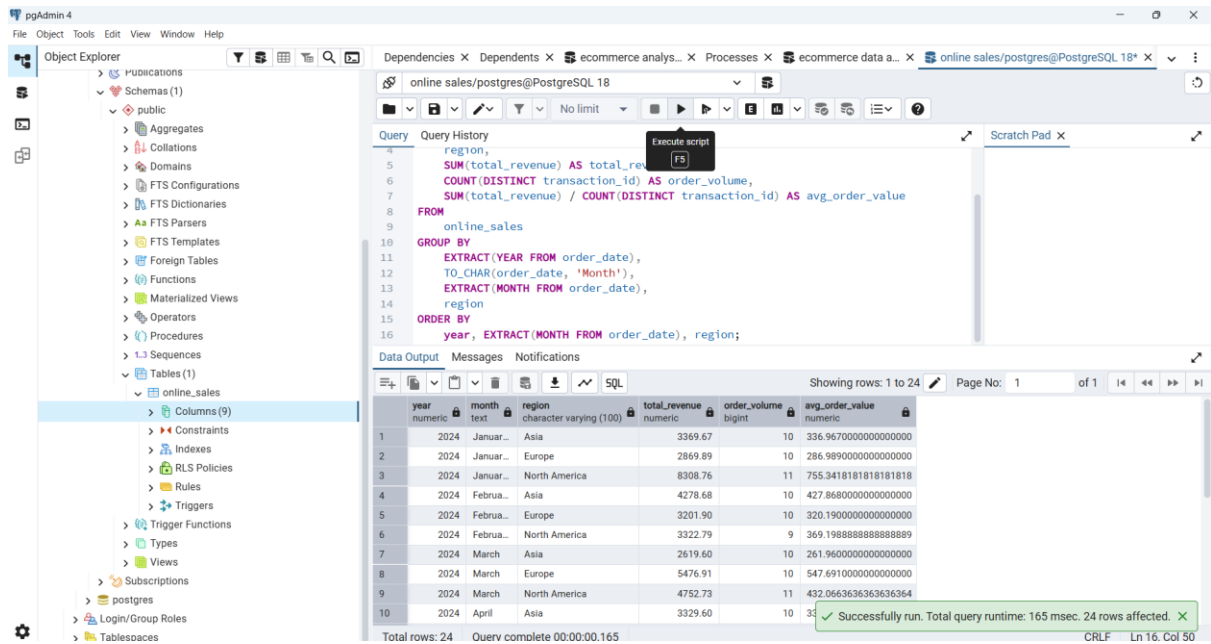 pgAdmin 4
File Object Tools Edit View Window Help
Object Explorer
Publications
Schemas (1)
public
Aggregates
Collations
Domains
FTS Configurations
FTS Dictionaries
Aa FTS Parsers
FTS Templates
Foreign Tables
Functions
Materialized Views
Operators
Procedures
1..3 Sequences
Tables (1)
online_sales
Columns (9)
Constraints
Indexes
RLS Policies
Rules
Triggers
Trigger Functions
Types
Views
Subscriptions
postgres
Login/Group Roles
Tablespaces
Dependencies Dependents ecommerce analys... Processes ecommerce data a... online sales/postgres@PostgreSQL 18*
online sales/postgres@PostgreSQL 18
No limit
Query Query History
Execute script
F5
Scratch Pad
4 region,
5 SUM(total_revenue) AS total_rev
6 COUNT(DISTINCT transaction_id) AS order_volume,
7 SUM(total_revenue) / COUNT(DISTINCT transaction_id) AS avg_order_value
8 FROM
9 online_sales
10 GROUP BY
11 EXTRACT(YEAR FROM order_date),
12 TO_CHAR(order_date, 'Month'),
13 EXTRACT(MONTH FROM order_date),
14 region
15 ORDER BY
16 year, EXTRACT(MONTH FROM order_date), region;
Data Output Messages Notifications
SQL Showing rows: 1 to 24 Page No: 1 of 1
year month region total_revenue order_volume avg_order_value
numeric text character varying (100) numeric bigint numeric
1 2024 Januar... Asia 3369.67 10 336.9670000000000000
2 2024 Januar... Europe 2869.89 10 286.9890000000000000
3 2024 Januar... North America 8308.76 11 755.3418181818181818
4 2024 Februa... Asia 4278.68 10 427.8680000000000000
5 2024 Februa... Europe 3201.90 10 320.1900000000000000
6 2024 Februa... North America 3322.79 9 369.1988888888888889
7 2024 March Asia 2619.60 10 261.9600000000000000
8 2024 March Europe 5476.91 10 547.6910000000000000
9 2024 March North America 4752.73 11 432.0663636363636364
10 2024 April Asia 3329.60 10
Successfully run. Total query runtime: 165 msec. 24 rows affected.
Total rows: 24 Query complete 00:00:00.165 CRLF Ln 16, Col 50